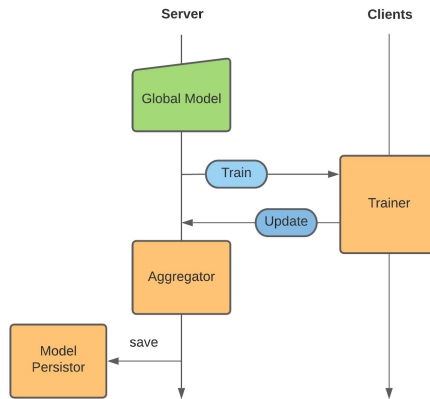 Server
Clients
Global Model
Train
Trainer
Update
Aggregator
save
Model
Persistor